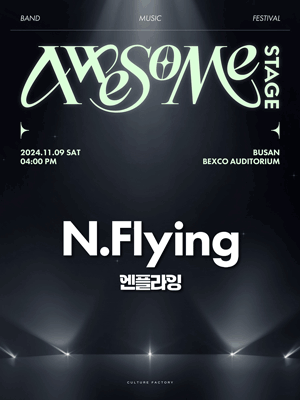 BAND MUSIC FESTIVAL
AWESOME
STAGE
2024.11.09 SAT
04:00 PM
BUSAN
BEXCO AUDITORIUM
N.Flying
엔플라잉
CULTURE FACTORY